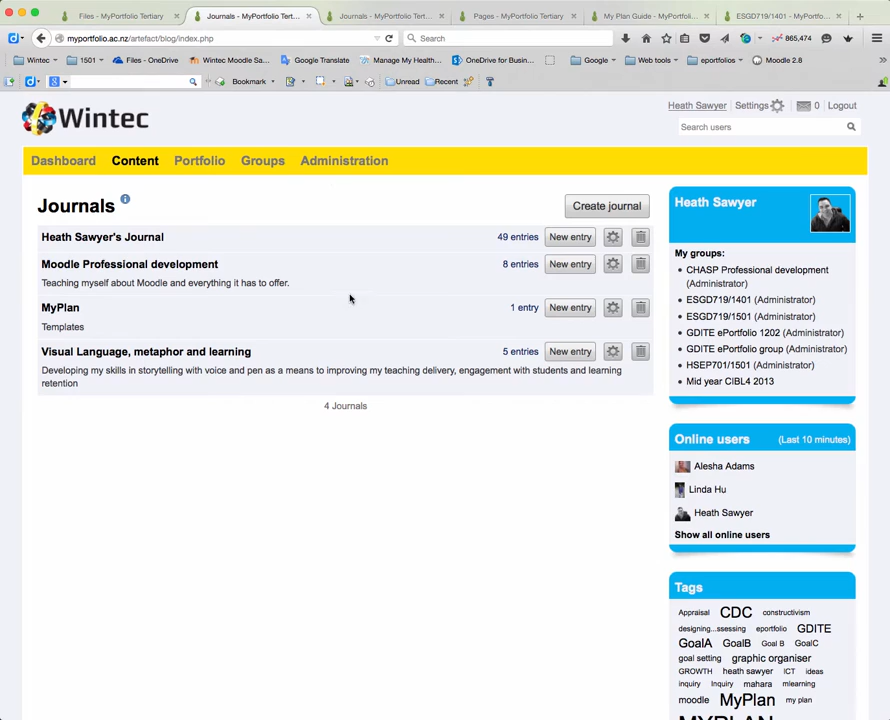 Files - MyPortfolio Tertiary
Journals - MyPortfolio Tert...
Journals - MyPortfolio Tert...
Pages - MyPortfolio Tertiary
My Plan Guide - MyPortfol...
ESGD719/1401 - MyPortfo...
myportfolio.ac.nz/artefact/blog/index.php
Search
865,474
Wintec
1501
Files - OneDrive
Wintec Moodle Sa...
Google Translate
Manage My Health...
OneDrive for Busin...
Google
Web tools
eportfolios
Moodle 2.8
Bookmark
Unread
Recent
Wintec
Heath Sawyer
Settings
0
Logout
Search users
Dashboard
Content
Portfolio
Groups
Administration
Journals
Create journal
Heath Sawyer's Journal
49 entries
New entry
Moodle Professional development
8 entries
New entry
Teaching myself about Moodle and everything it has to offer.
MyPlan
1 entry
New entry
Templates
Visual Language, metaphor and learning
5 entries
New entry
Developing my skills in storytelling with voice and pen as a means to improving my teaching delivery, engagement with students and learning
retention
4 Journals
Heath Sawyer
My groups:
CHASP Professional development
(Administrator)
ESGD719/1401 (Administrator)
ESGD719/1501 (Administrator)
GDITE ePortfolio 1202 (Administrator)
GDITE ePortfolio group (Administrator)
HSEP701/1501 (Administrator)
Mid year CIBL4 2013
Online users
(Last 10 minutes)
Alesha Adams
Linda Hu
Heath Sawyer
Show all online users
Tags
Appraisal CDC constructivism
designing...ssessing eportfolio GDITE
GoalA GoalB Goal B GoalC
goal setting graphic organiser
GROWTH heath sawyer ICT ideas
inquiry Inquiry mahara mlearning
moodle MyPlan my plan
MYPLAN